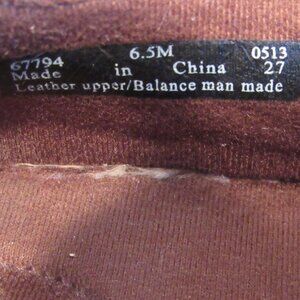 67794 6.5M 0513
Made in China 27
Leather upper/Balance man made